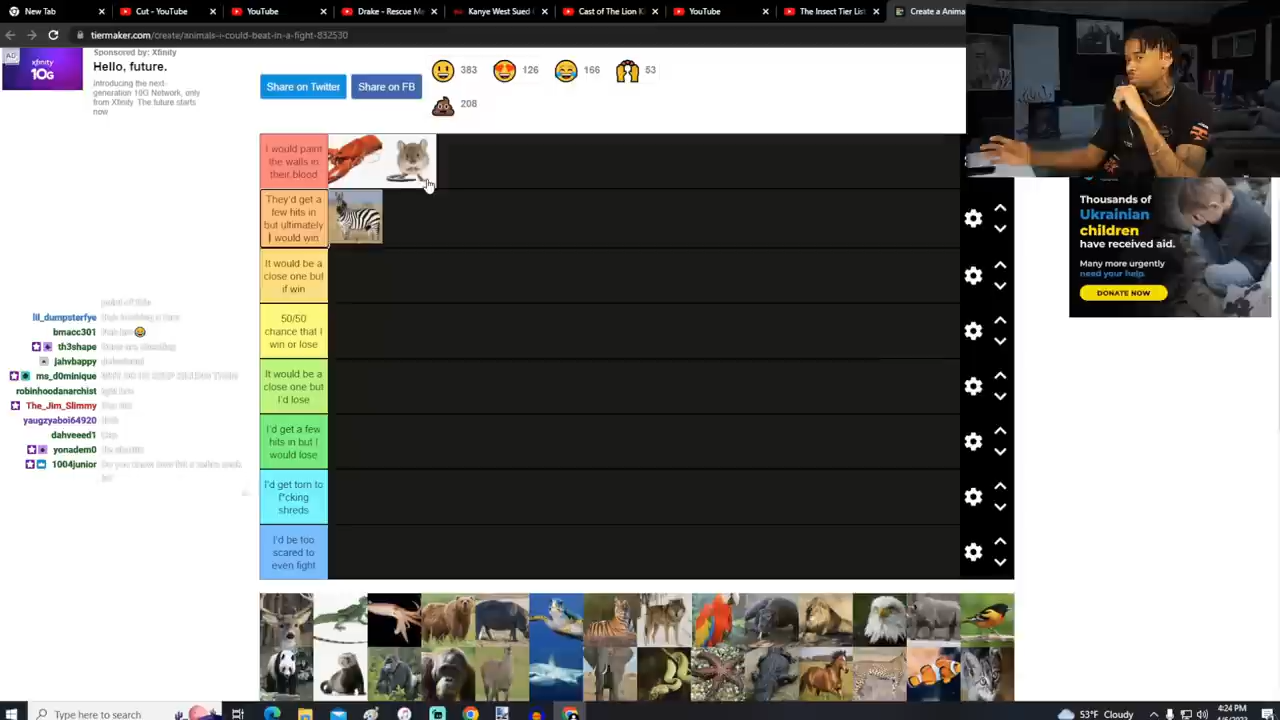 New Tab
Cut - YouTube
YouTube
Drake - Rescue Me
Kanye West Sued
Cast of The Lion K
YouTube
The Insect Tier List
Create a Anima
tiermaker.com/create/animals-i-could-beat-in-a-fight-832530
AD
xfinity
10G
Sponsored by: Xfinity
Hello, future.
Introducing the next-
generation 10G Network, only
from Xfinity. The future starts
now
Share on Twitter
Share on FB
383
126
166
53
208
I would paint
the walls in
their blood
They'd get a
few hits in
but ultimately
I would win
It would be a
close one but
if win
50/50
chance that I
win or lose
It would be a
close one but
I'd lose
I'd get a few
hits in but I
would lose
I'd get torn to
f*cking
shreds
I'd be too
scared to
even fight
lil_dumpsterfye
bmacc301
th3shape
jahvbappy
ms_d0minique
robinhoodanarchist
The_Jim_Slimmy
yaugzyaboi64920
dahveeed1
yonadem0
1004junior
Thousands of
Ukrainian
children
have received aid.
Many more urgently
need your help.
DONATE NOW
Type here to search
53°F Cloudy
4:24 PM